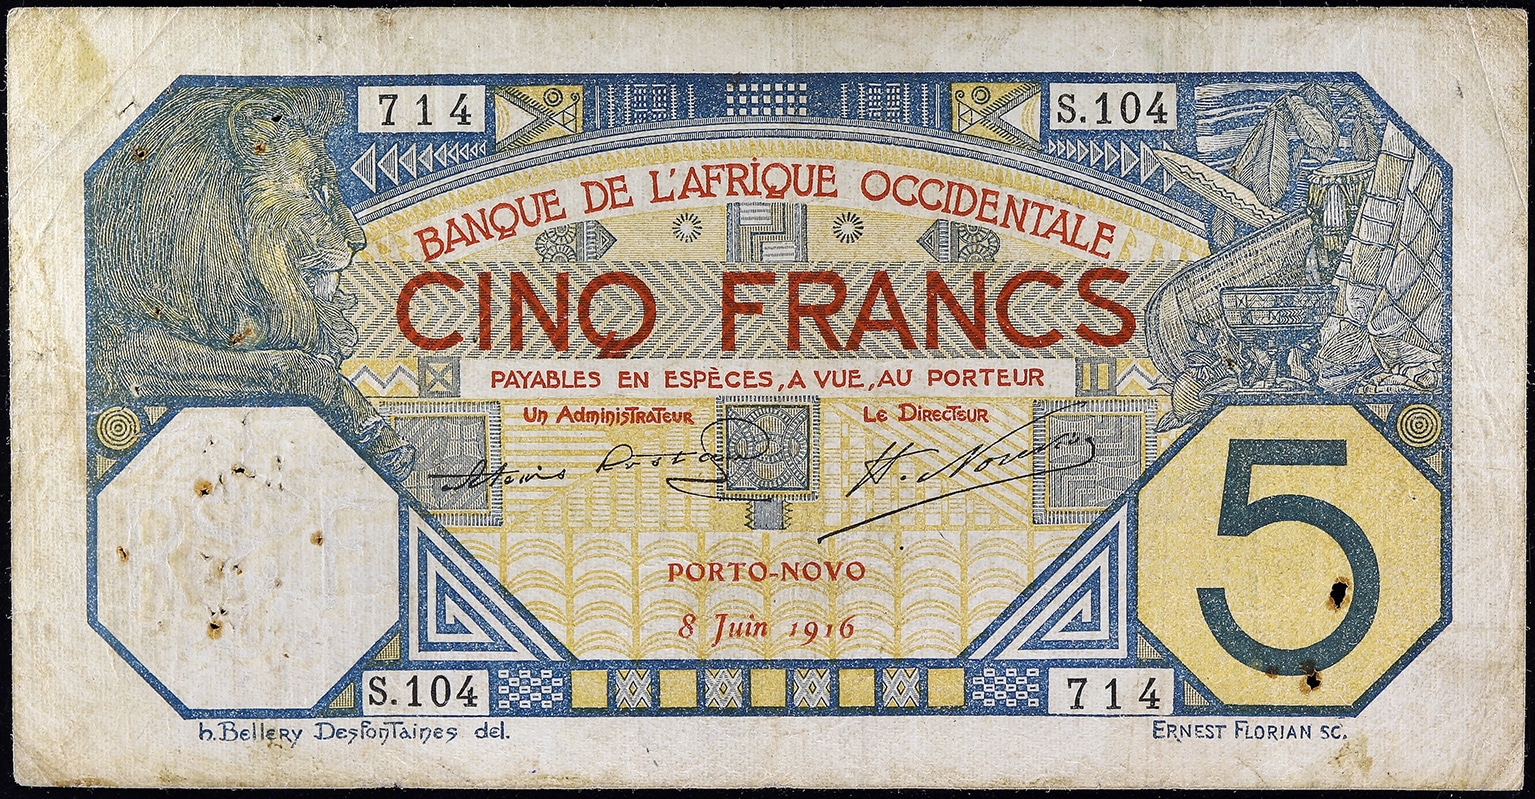 714
S.104
BANQUE DE L'AFRIQUE OCCIDENTALE
CINQ FRANCS
PAYABLES EN ESPÈCES, A VUE, AU PORTEUR
Un Administrateur
Le Directeur
PORTO-NOVO
8 Juin 1916
5
S.104
714
h. Bellery Desfontaines del.
ERNEST FLORIAN SC.